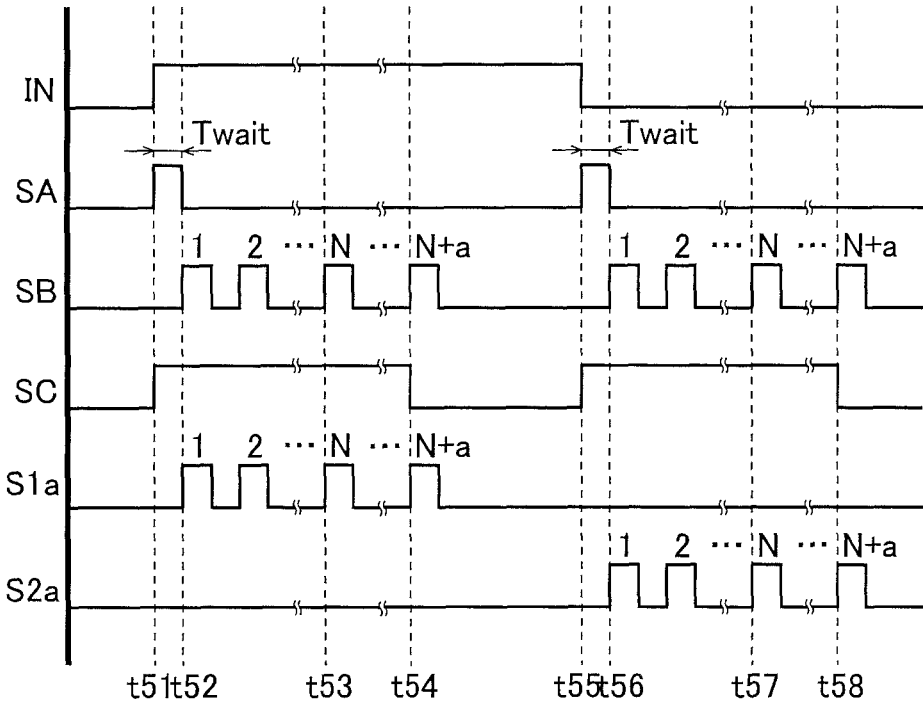 IN
Twait Twait
SA
1 2 ··· N ··· N+a 1 2 ··· N ··· N+a
SB
SC
1 2 ··· N ··· N+a
S1a
1 2 ··· N ··· N+a
S2a
t51 t52 t53 t54 t55 t56 t57 t58